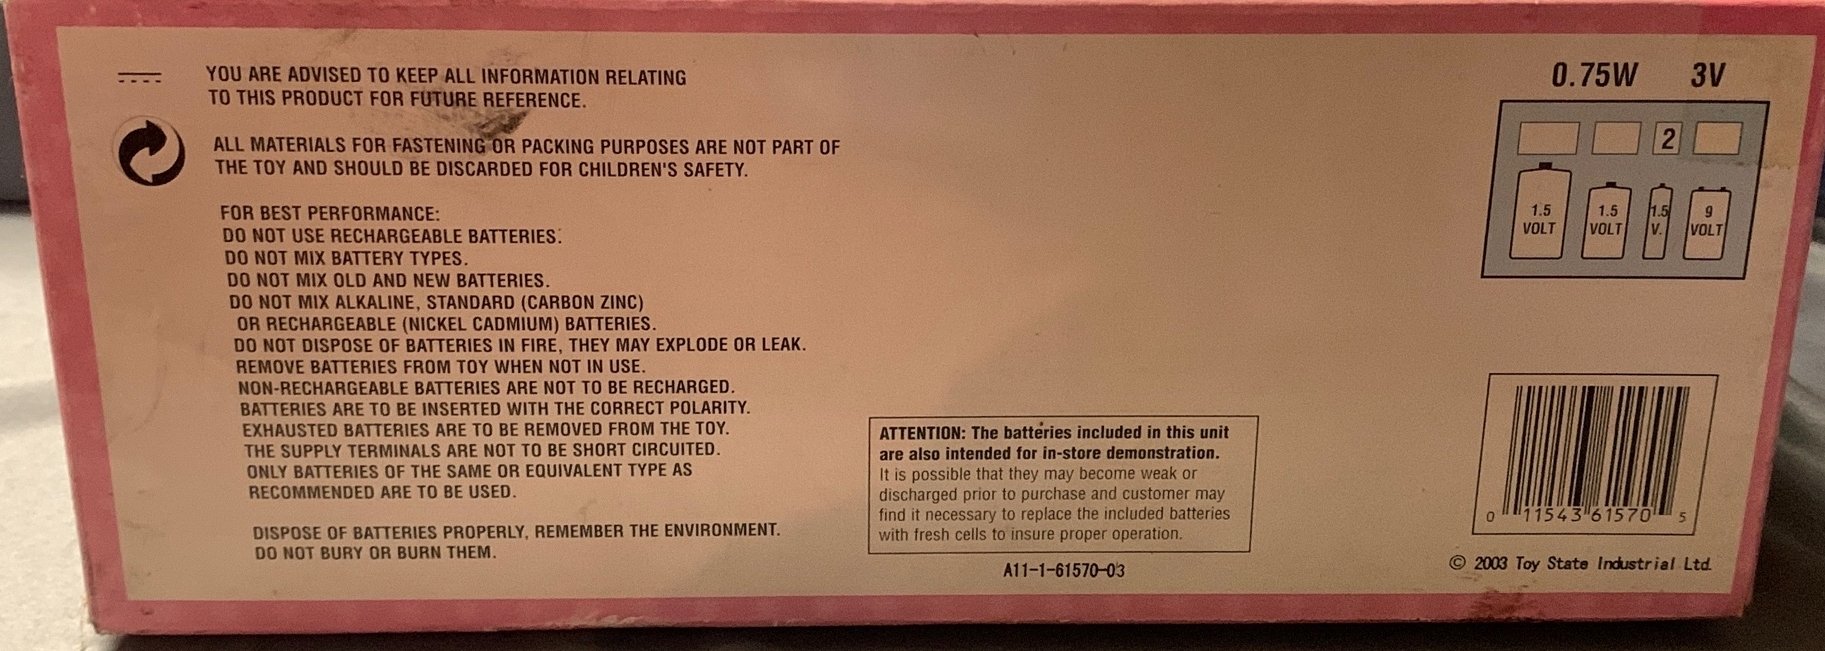 YOU ARE ADVISED TO KEEP ALL INFORMATION RELATING
TO THIS PRODUCT FOR FUTURE REFERENCE.
ALL MATERIALS FOR FASTENING OR PACKING PURPOSES ARE NOT PART OF
THE TOY AND SHOULD BE DISCARDED FOR CHILDREN'S SAFETY.
FOR BEST PERFORMANCE:
DO NOT USE RECHARGEABLE BATTERIES.
DO NOT MIX BATTERY TYPES.
DO NOT MIX OLD AND NEW BATTERIES.
DO NOT MIX ALKALINE, STANDARD (CARBON ZINC)
OR RECHARGEABLE (NICKEL CADMIUM) BATTERIES.
DO NOT DISPOSE OF BATTERIES IN FIRE, THEY MAY EXPLODE OR LEAK.
REMOVE BATTERIES FROM TOY WHEN NOT IN USE.
NON-RECHARGEABLE BATTERIES ARE NOT TO BE RECHARGED.
BATTERIES ARE TO BE INSERTED WITH THE CORRECT POLARITY.
EXHAUSTED BATTERIES ARE TO BE REMOVED FROM THE TOY.
THE SUPPLY TERMINALS ARE NOT TO BE SHORT CIRCUITED.
ONLY BATTERIES OF THE SAME OR EQUIVALENT TYPE AS
RECOMMENDED ARE TO BE USED.
DISPOSE OF BATTERIES PROPERLY, REMEMBER THE ENVIRONMENT.
DO NOT BURY OR BURN THEM.
ATTENTION: The batteries included in this unit
are also intended for in-store demonstration.
It is possible that they may become weak or
discharged prior to purchase and customer may
find it necessary to replace the included batteries
with fresh cells to insure proper operation.
A11-1-61570-03
0.75W 3V
2
1.5 1.5 1.5 9
VOLT VOLT V. VOLT
0 11543 61570 5
© 2003 Toy State Industrial Ltd.